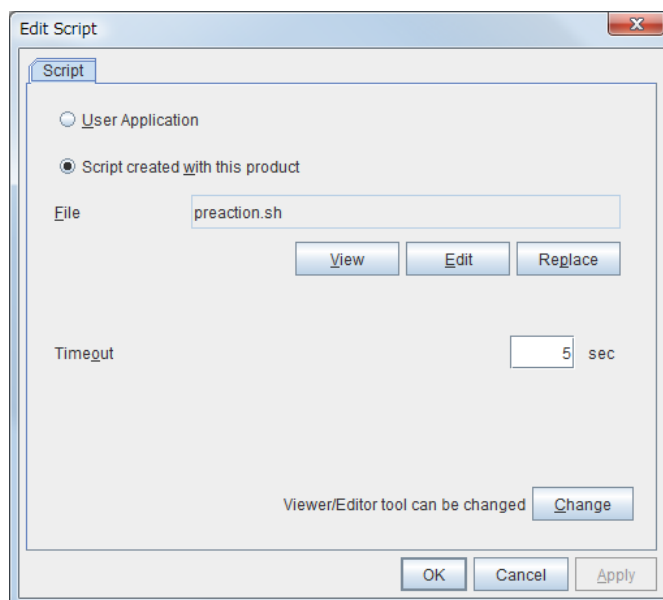 Edit Script
Script
User Application
Script created with this product
File preaction.sh
View Edit Replace
Timeout 5 sec
Viewer/Editor tool can be changed Change
OK Cancel Apply